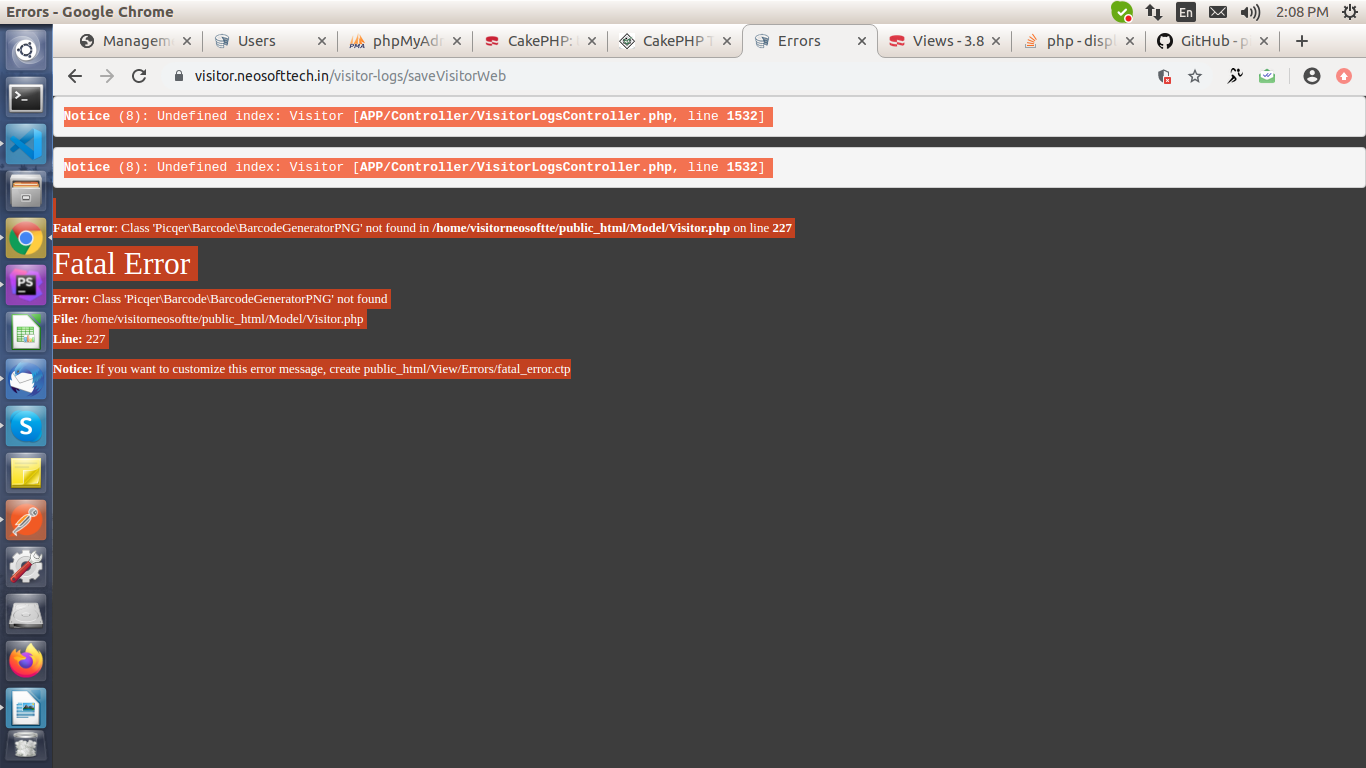 Errors - Google Chrome
En
2:08 PM
Managem
Users
phpMyAdr
CakePHP:
CakePHP T
Errors
Views - 3.8
php - disp
GitHub - p
visitor.neosofttech.in/visitor-logs/saveVisitorWeb
Notice (8): Undefined index: Visitor [APP/Controller/VisitorLogsController.php, line 1532]
Notice (8): Undefined index: Visitor [APP/Controller/VisitorLogsController.php, line 1532]
Fatal error: Class 'Picqer\Barcode\BarcodeGeneratorPNG' not found in /home/visitorneosoftte/public_html/Model/Visitor.php on line 227
Fatal Error
Error: Class 'Picqer\Barcode\BarcodeGeneratorPNG' not found
File: /home/visitorneosoftte/public_html/Model/Visitor.php
Line: 227
Notice: If you want to customize this error message, create public_html/View/Errors/fatal_error.ctp
PS
S